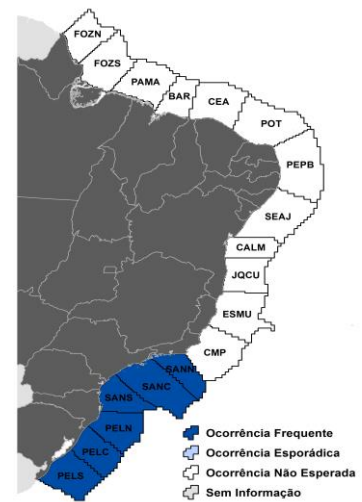 FOZN
FOZS
PAMA
BAR
CEA
POT
PEPB
SEAJ
CALM
JQCU
ESMU
CMP
SANN
SANC
SANS
PELN
PELC
PELS
Ocorrência Frequente
Ocorrência Esporádica
Ocorrência Não Esperada
Sem Informação